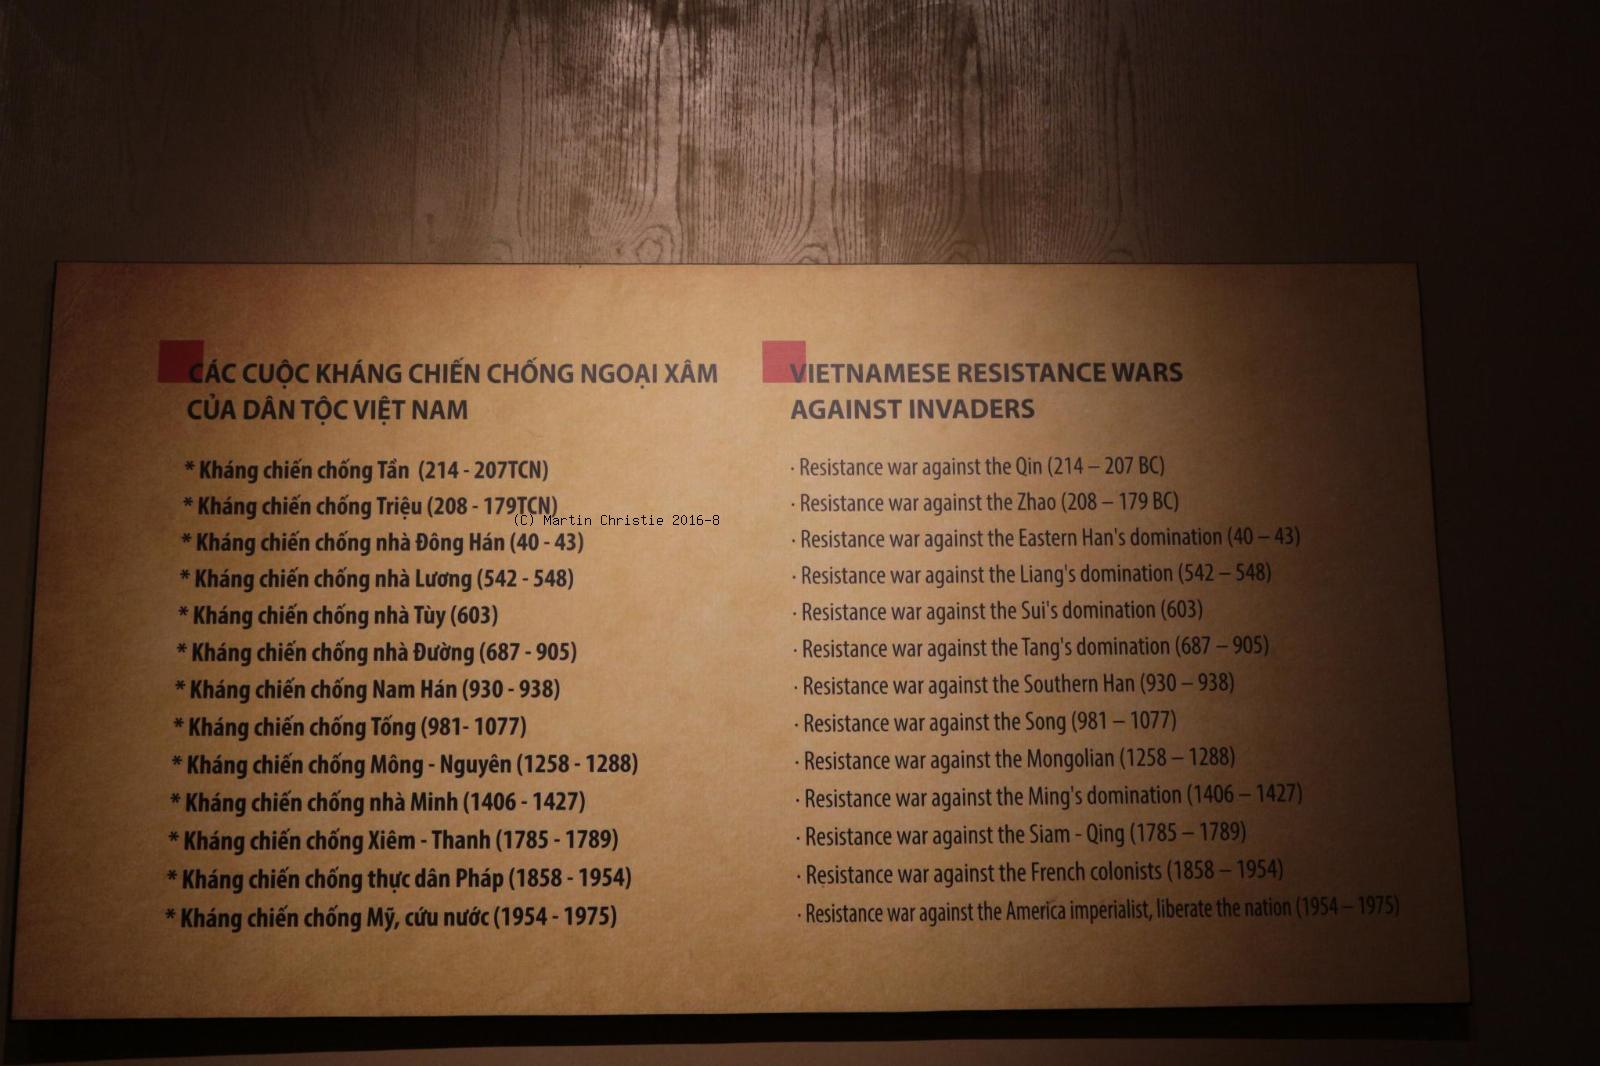 CÁC CUỘC KHÁNG CHIẾN CHỐNG NGOẠI XÂM
CỦA DÂN TỘC VIỆT NAM
* Kháng chiến chống Tần (214 - 207TCN)
* Kháng chiến chống Triệu (208 - 179TCN)
* Kháng chiến chống nhà Đông Hán (40 - 43)
* Kháng chiến chống nhà Lương (542 - 548)
* Kháng chiến chống nhà Tùy (603)
* Kháng chiến chống nhà Đường (687 - 905)
* Kháng chiến chống Nam Hán (930 - 938)
* Kháng chiến chống Tống (981- 1077)
* Kháng chiến chống Mông - Nguyên (1258 - 1288)
* Kháng chiến chống nhà Minh (1406 - 1427)
* Kháng chiến chống Xiêm - Thanh (1785 - 1789)
* Kháng chiến chống thực dân Pháp (1858 - 1954)
* Kháng chiến chống Mỹ, cứu nước (1954 - 1975)
VIETNAMESE RESISTANCE WARS
AGAINST INVADERS
· Resistance war against the Qin (214 – 207 BC)
· Resistance war against the Zhao (208 – 179 BC)
· Resistance war against the Eastern Han's domination (40 – 43)
· Resistance war against the Liang's domination (542 – 548)
· Resistance war against the Sui's domination (603)
· Resistance war against the Tang's domination (687 – 905)
· Resistance war against the Southern Han (930 – 938)
· Resistance war against the Song (981 – 1077)
· Resistance war against the Mongolian (1258 – 1288)
· Resistance war against the Ming's domination (1406 – 1427)
· Resistance war against the Siam - Qing (1785 – 1789)
· Resistance war against the French colonists (1858 – 1954)
· Resistance war against the America imperialist, liberate the nation (1954 – 1975)
(C) Martin Christie 2016-8